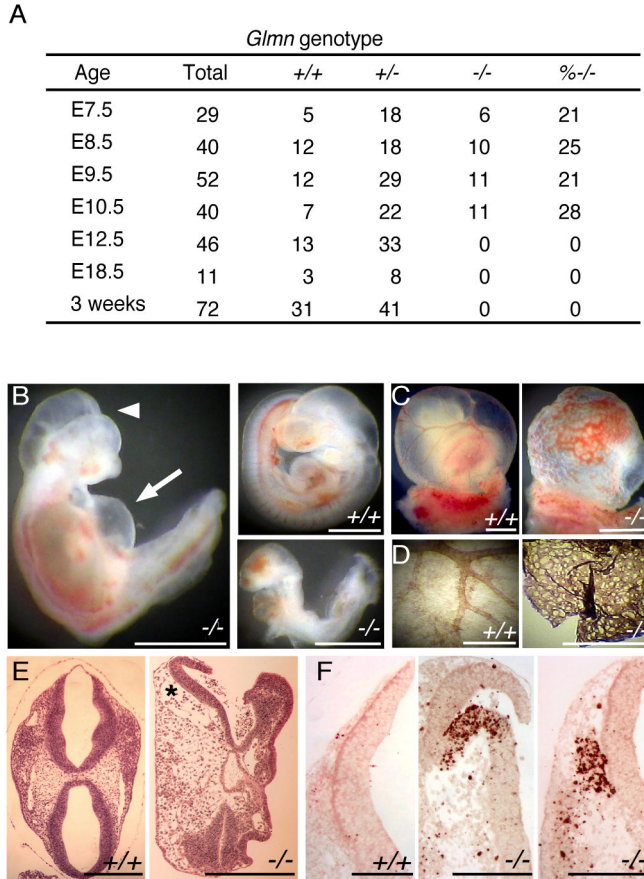 A
Glmn genotype
Age Total +/+ +/- -/- %-/-
E7.5 29 5 18 6 21
E8.5 40 12 18 10 25
E9.5 52 12 29 11 21
E10.5 40 7 22 11 28
E12.5 46 13 33 0 0
E18.5 11 3 8 0 0
3 weeks 72 31 41 0 0
B C
+/+ +/+ -/-
D
-/- -/- +/+ -/-
E F
*
+/+ -/- +/+ -/- -/-